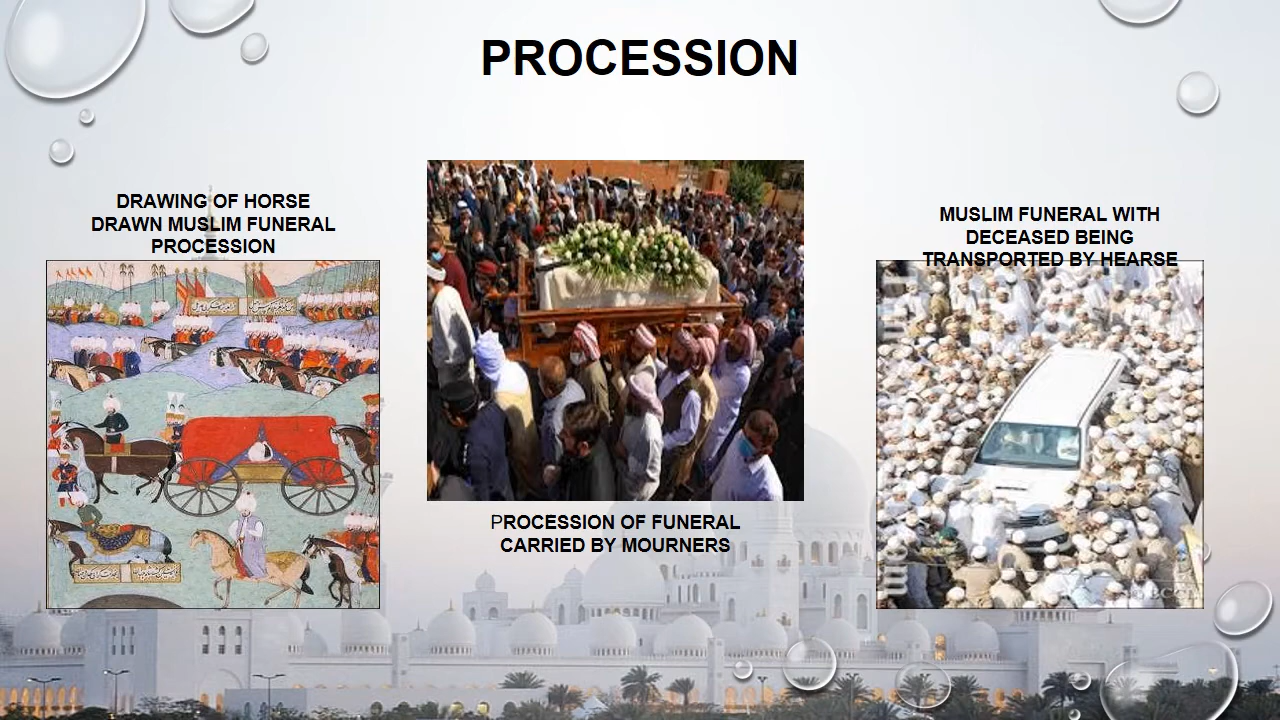 PROCESSION
DRAWING OF HORSE
DRAWN MUSLIM FUNERAL
PROCESSION
MUSLIM FUNERAL WITH
DECEASED BEING
TRANSPORTED BY HEARSE
PROCESSION OF FUNERAL
CARRIED BY MOURNERS